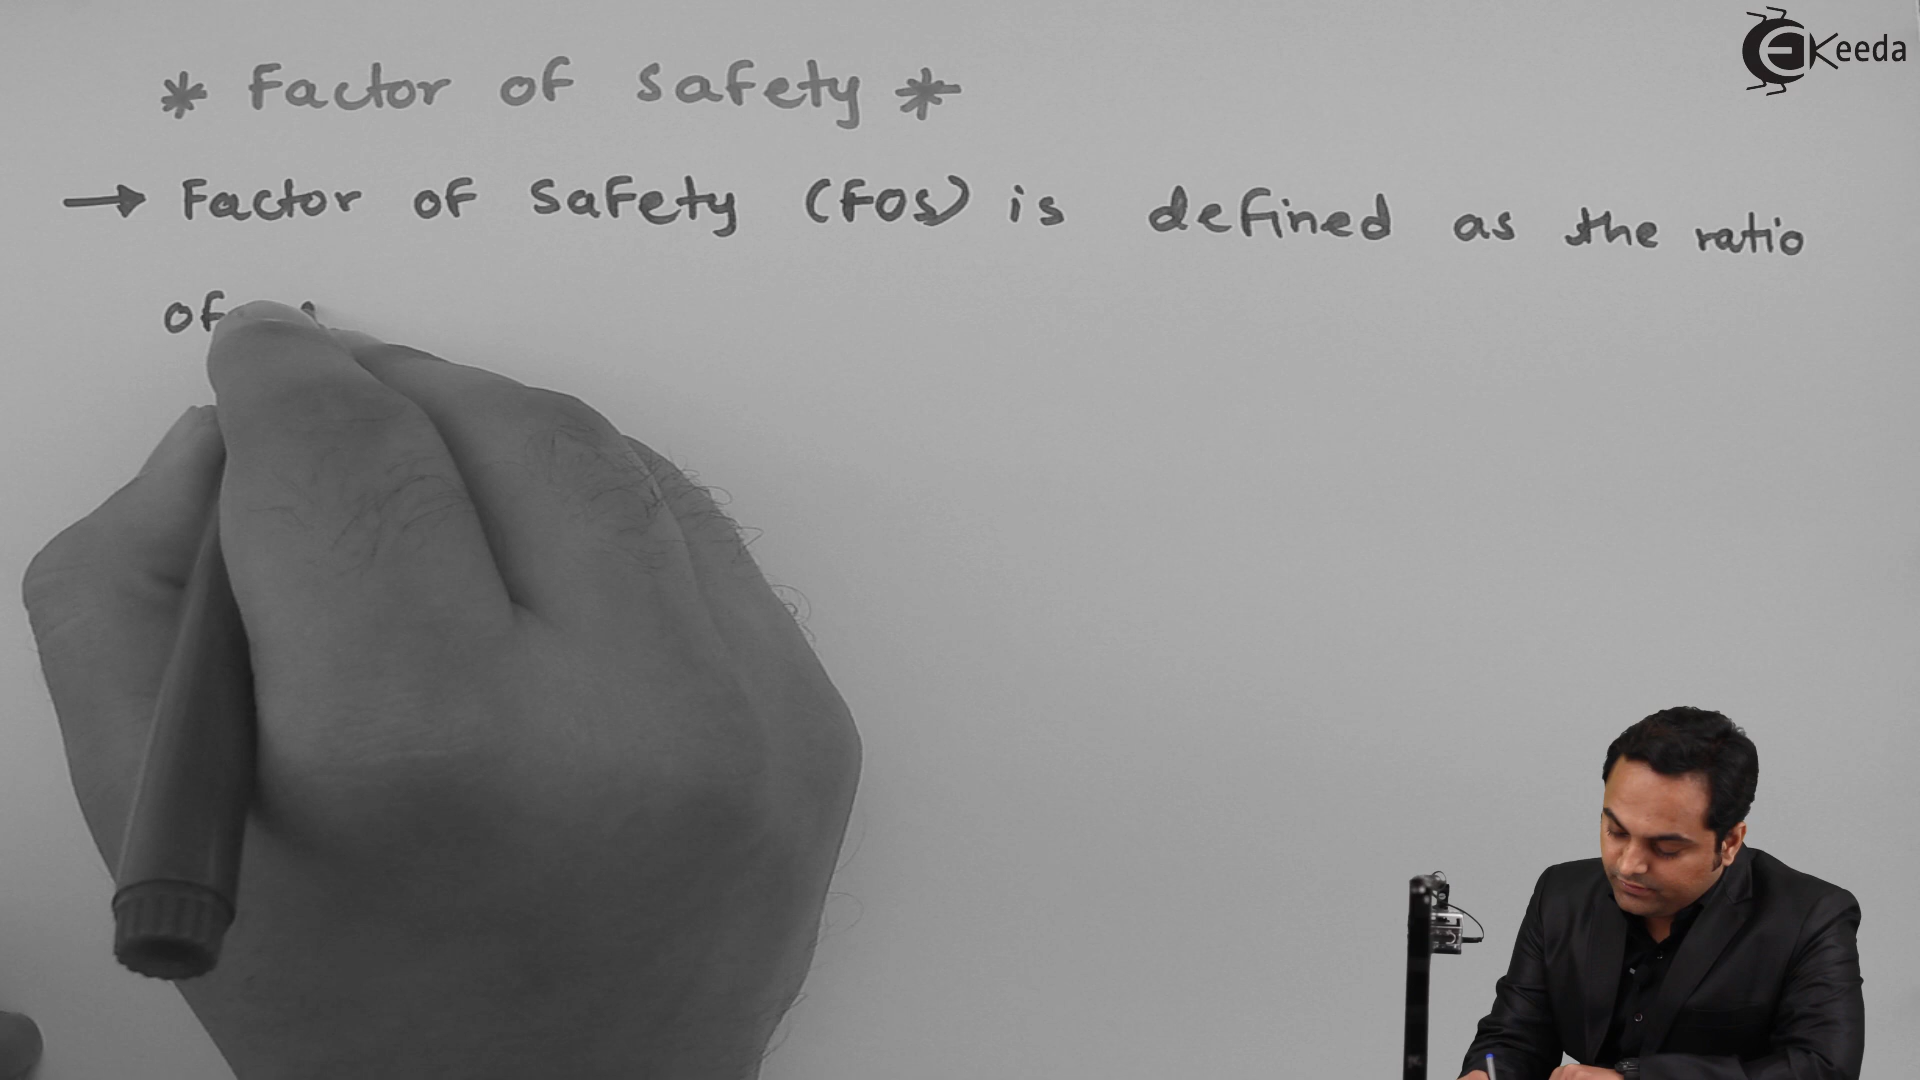 EKeeda
* Factor of safety *
→ Factor of safety (FOS) is defined as the ratio
of